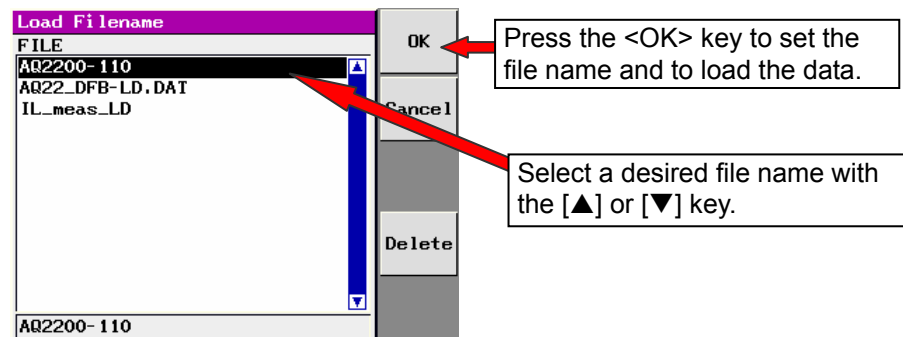 Load Filename
FILE
AQ2200-110
AQ22_DFB-LD.DAT
IL_meas_LD
AQ2200-110
OK
Cancel
Delete
Press the <OK> key to set the
file name and to load the data.
Select a desired file name with
the [▲] or [▼] key.